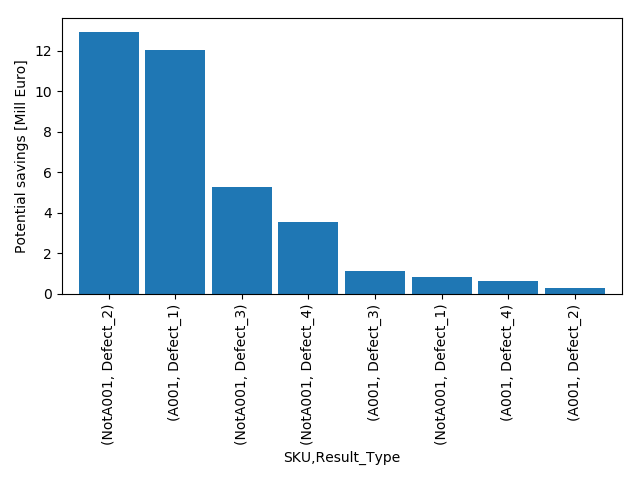 Potential savings [Mill Euro]
12
10
8
6
4
2
0
(NotA001, Defect_2)
(A001, Defect_1)
(NotA001, Defect_3)
(NotA001, Defect_4)
(A001, Defect_3)
(NotA001, Defect_1)
(A001, Defect_4)
(A001, Defect_2)
SKU,Result_Type